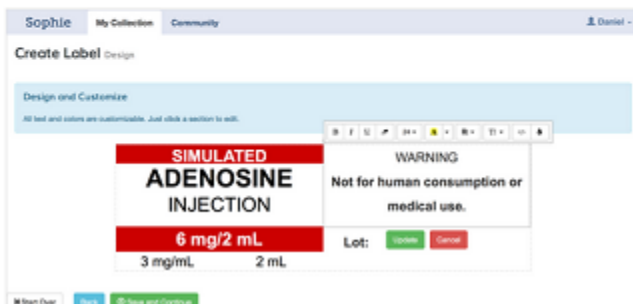 Sophie My Collection Community Daniel
Create Label Design
Design and Customize
All text and colors are customizable. Just click a section to edit.
B I U
SIMULATED
ADENOSINE
INJECTION
6 mg/2 mL
3 mg/mL 2 mL
WARNING
Not for human consumption or
medical use.
Lot: Update Cancel
Start Over Back Save and Continue